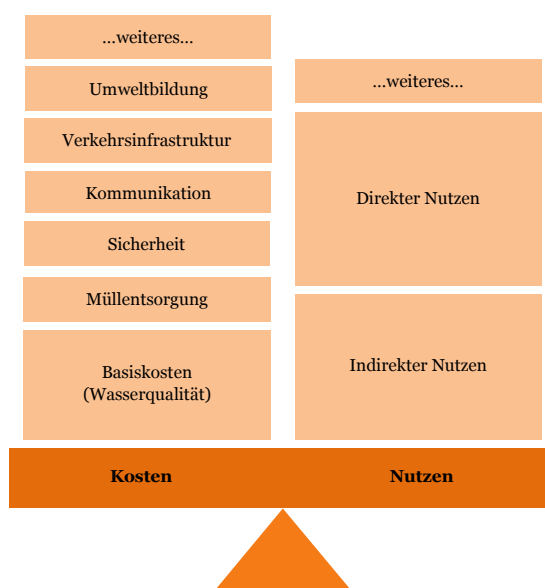 ...weiteres...
Umweltbildung
Verkehrsinfrastruktur
Kommunikation
Sicherheit
Müllentsorgung
Basiskosten
(Wasserqualität)
...weiteres...
Direkter Nutzen
Indirekter Nutzen
Kosten
Nutzen